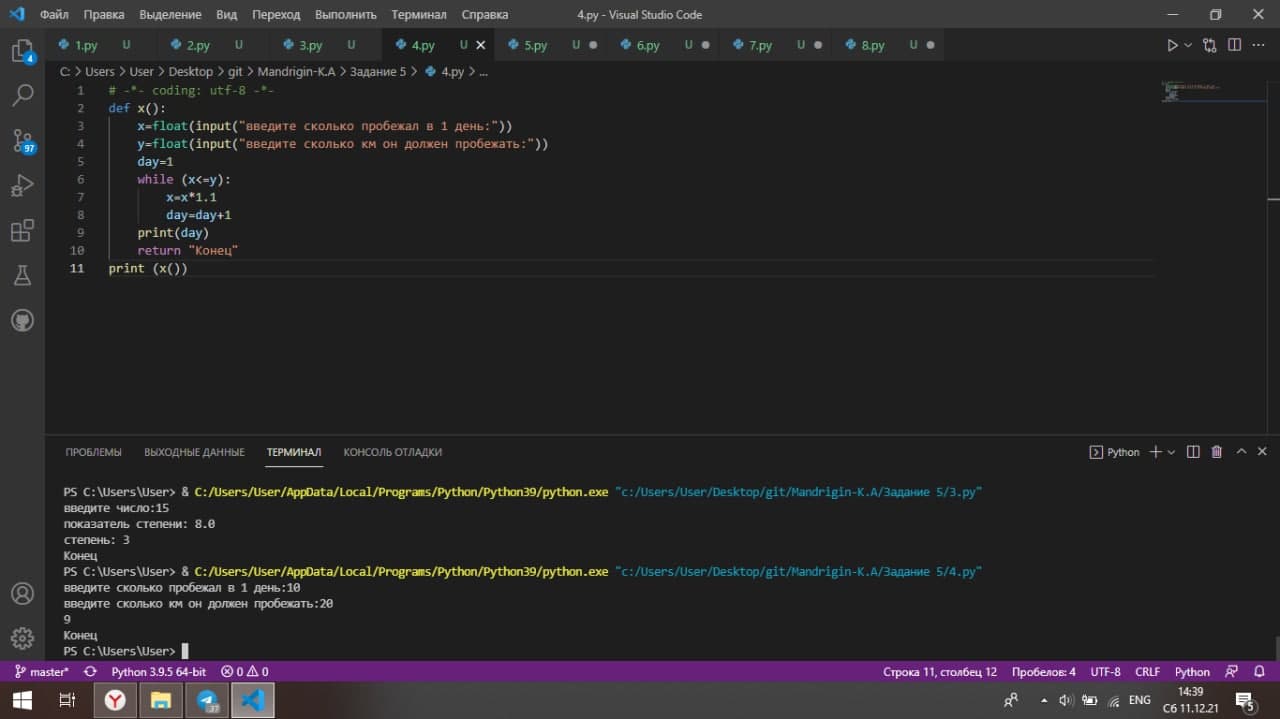 Файл Правка Выделение Вид Переход Выполнить Терминал Справка 4.py - Visual Studio Code
1.py U 2.py U 3.py U 4.py U 5.py U 6.py U 7.py U 8.py U
C: > Users > User > Desktop > git > Mandrigin-K.A > Задание 5 > 4.py > ...
4
1 # -*- coding: utf-8 -*-
2 def x():
3 x=float(input("введите сколько пробежал в 1 день:"))
4 y=float(input("введите сколько км он должен пробежать:"))
97
5 day=1
6 while (x<=y):
7 x=x*1.1
8 day=day+1
9 print(day)
10 return "Конец"
11 print (x())
ПРОБЛЕМЫ ВЫХОДНЫЕ ДАННЫЕ ТЕРМИНАЛ КОНСОЛЬ ОТЛАДКИ Python
PS C:\Users\User> & C:/Users/User/AppData/Local/Programs/Python/Python39/python.exe "c:/Users/User/Desktop/git/Mandrigin-K.A/Задание 5/3.py"
введите число:15
показатель степени: 8.0
степень: 3
Конец
PS C:\Users\User> & C:/Users/User/AppData/Local/Programs/Python/Python39/python.exe "c:/Users/User/Desktop/git/Mandrigin-K.A/Задание 5/4.py"
введите сколько пробежал в 1 день:10
введите сколько км он должен пробежать:20
9
Конец
PS C:\Users\User>
master* Python 3.9.5 64-bit 0 0 Строка 11, столбец 12 Пробелов: 4 UTF-8 CRLF Python
37 ENG 14:39
Сб 11.12.21 5